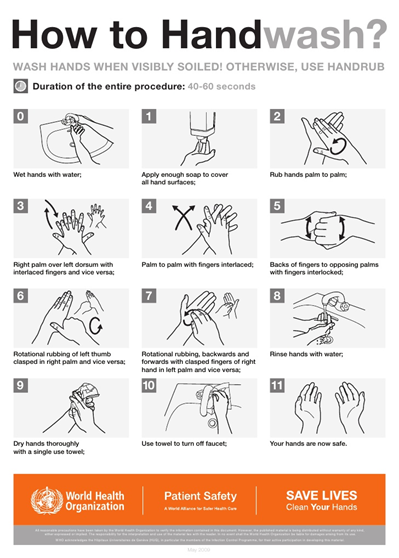 How to Handwash?
WASH HANDS WHEN VISIBLY SOILED! OTHERWISE, USE HANDRUB
Duration of the entire procedure: 40-60 seconds
0
Wet hands with water;
1
Apply enough soap to cover
all hand surfaces;
2
Rub hands palm to palm;
3
Right palm over left dorsum with
interlaced fingers and vice versa;
4
Palm to palm with fingers interlaced;
5
Backs of fingers to opposing palms
with fingers interlocked;
6
Rotational rubbing of left thumb
clasped in right palm and vice versa;
7
Rotational rubbing, backwards and
forwards with clasped fingers of right
hand in left palm and vice versa;
8
Rinse hands with water;
9
Dry hands thoroughly
with a single use towel;
10
Use towel to turn off faucet;
11
Your hands are now safe.
World Health
Organization
Patient Safety
A World Alliance for Safer Health Care
SAVE LIVES
Clean Your Hands